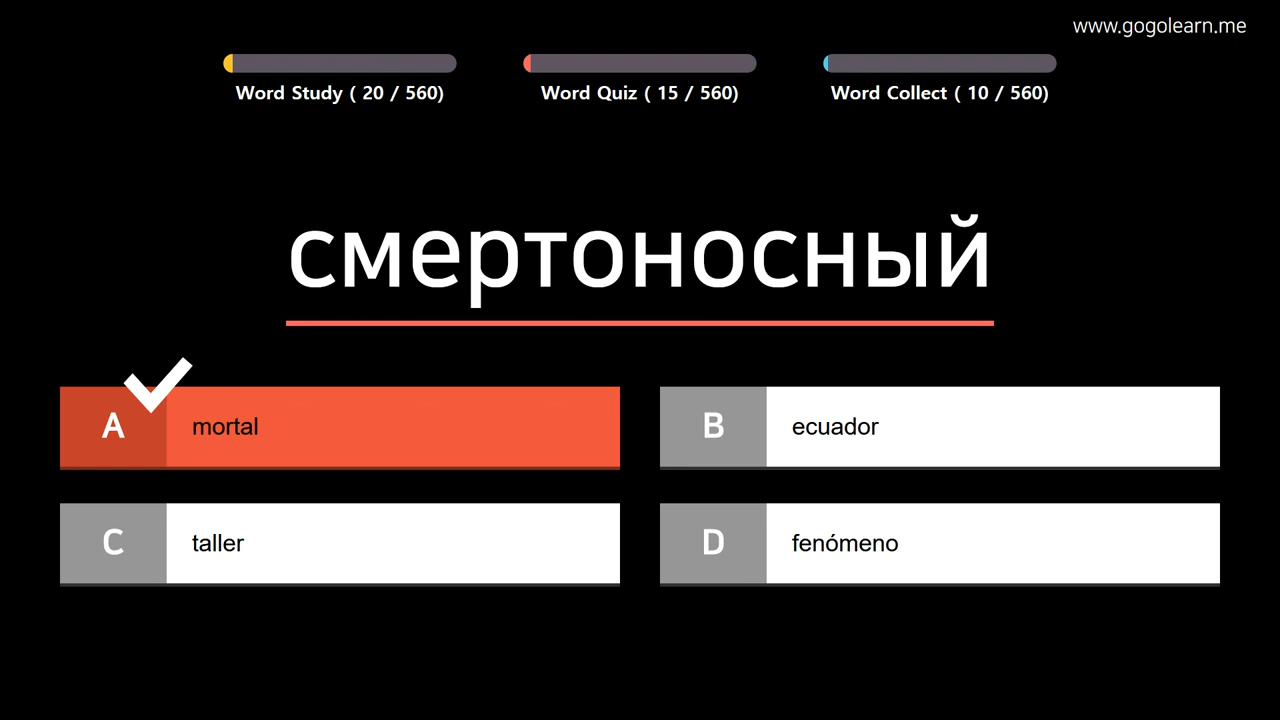 www.gogolearn.me
Word Study ( 20 / 560)
Word Quiz ( 15 / 560)
Word Collect ( 10 / 560)
смертоносный
A mortal
B ecuador
C taller
D fenómeno